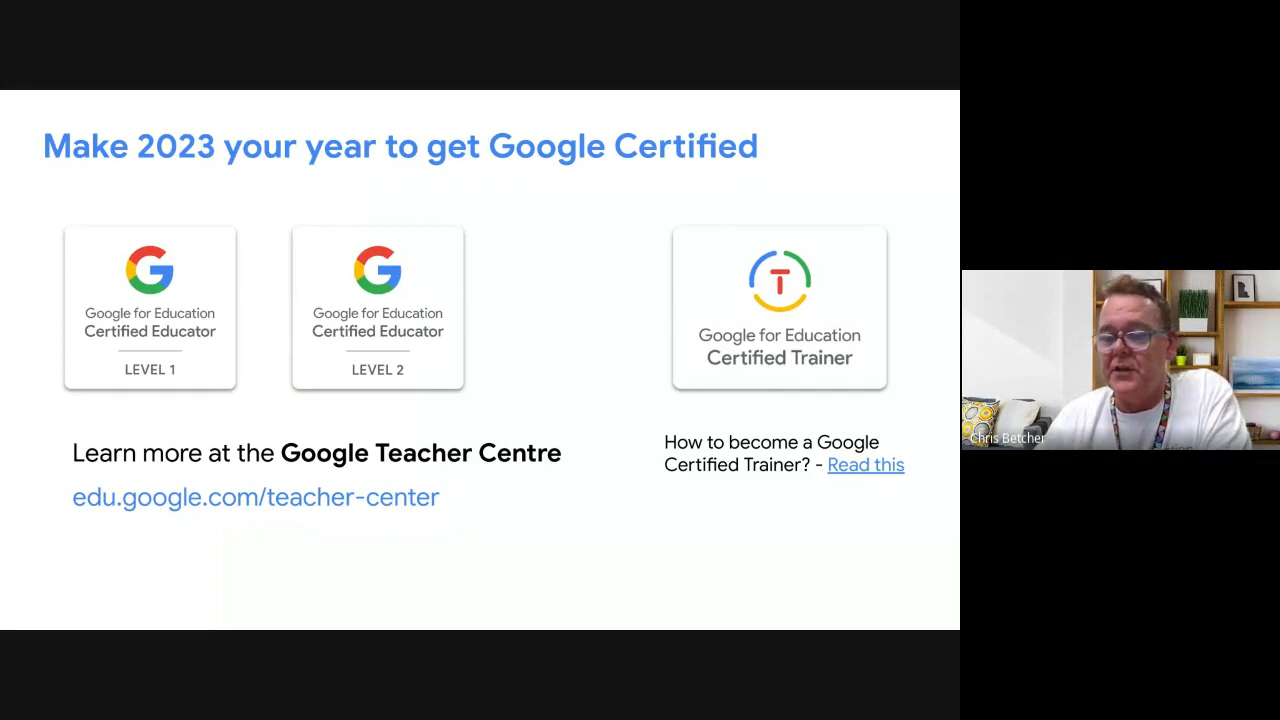 Make 2023 your year to get Google Certified
Google for Education
Certified Educator
LEVEL 1
Google for Education
Certified Educator
LEVEL 2
T
Google for Education
Certified Trainer
Learn more at the Google Teacher Centre
edu.google.com/teacher-center
How to become a Google
Certified Trainer? - Read this
Chris Betcher